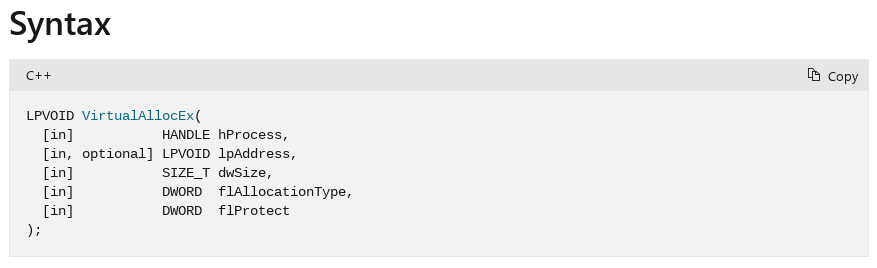 Syntax
C++ Copy
LPVOID VirtualAllocEx(
  [in]           HANDLE hProcess,
  [in, optional] LPVOID lpAddress,
  [in]           SIZE_T dwSize,
  [in]           DWORD  flAllocationType,
  [in]           DWORD  flProtect
);